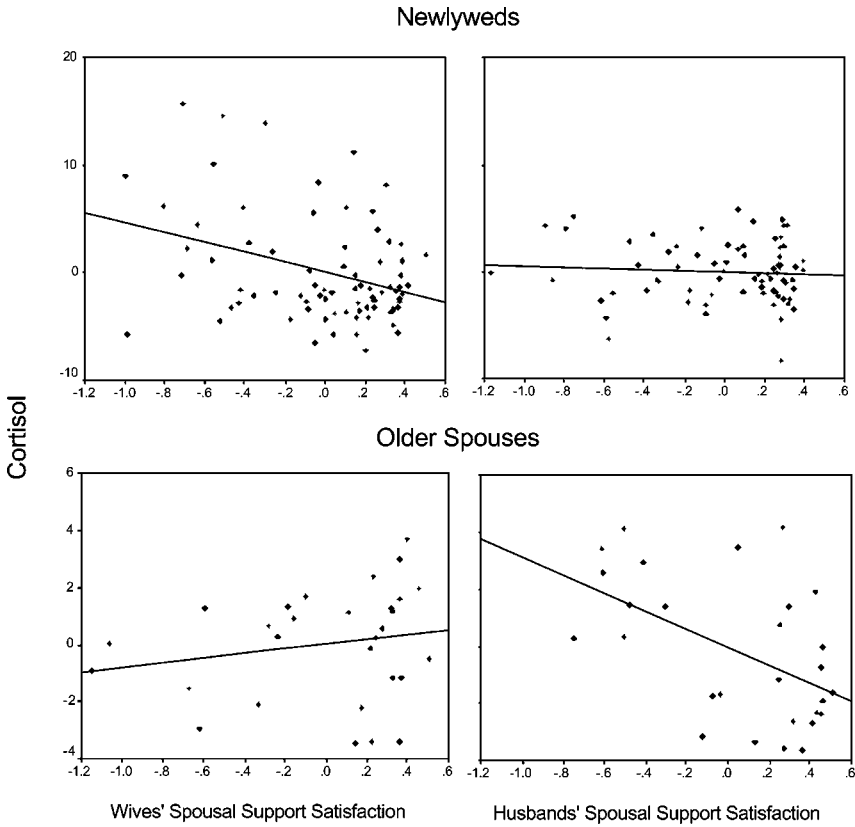 Newlyweds
20
10
0
-10
-1.2 -1.0 -.8 -.6 -.4 -.2 .0 .2 .4 .6
-1.2 -1.0 -.8 -.6 -.4 -.2 .0 .2 .4 .6
Cortisol
Older Spouses
6
4
2
0
-2
-4
-1.2 -1.0 -.8 -.6 -.4 -.2 .0 .2 .4 .6
-1.2 -1.0 -.8 -.6 -.4 -.2 .0 .2 .4 .6
Wives' Spousal Support Satisfaction
Husbands' Spousal Support Satisfaction